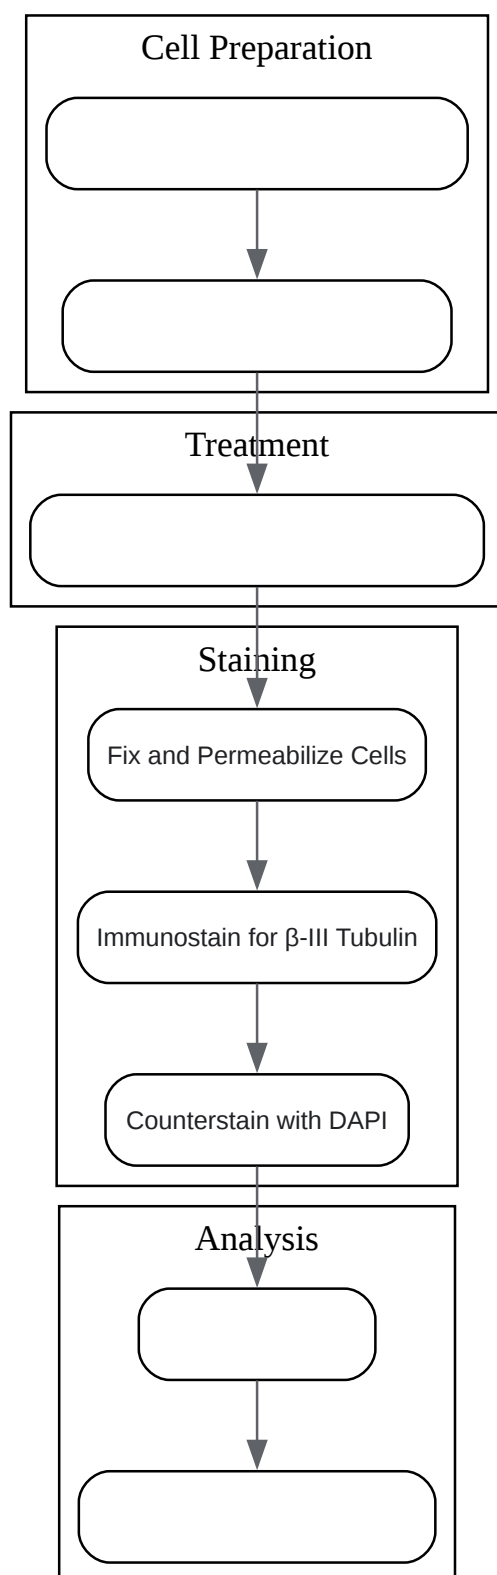 Cell Preparation
Treatment
Staining
Fix and Permeabilize Cells
Immunostain for β-III Tubulin
Counterstain with DAPI
Analysis